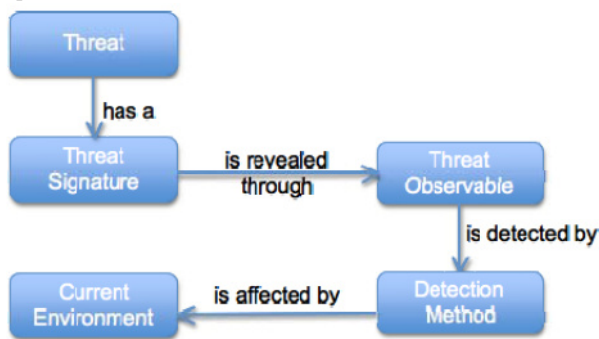 Threat
has a
Threat
Signature
is revealed
through
Threat
Observable
is detected by
Detection
Method
is affected by
Current
Environment